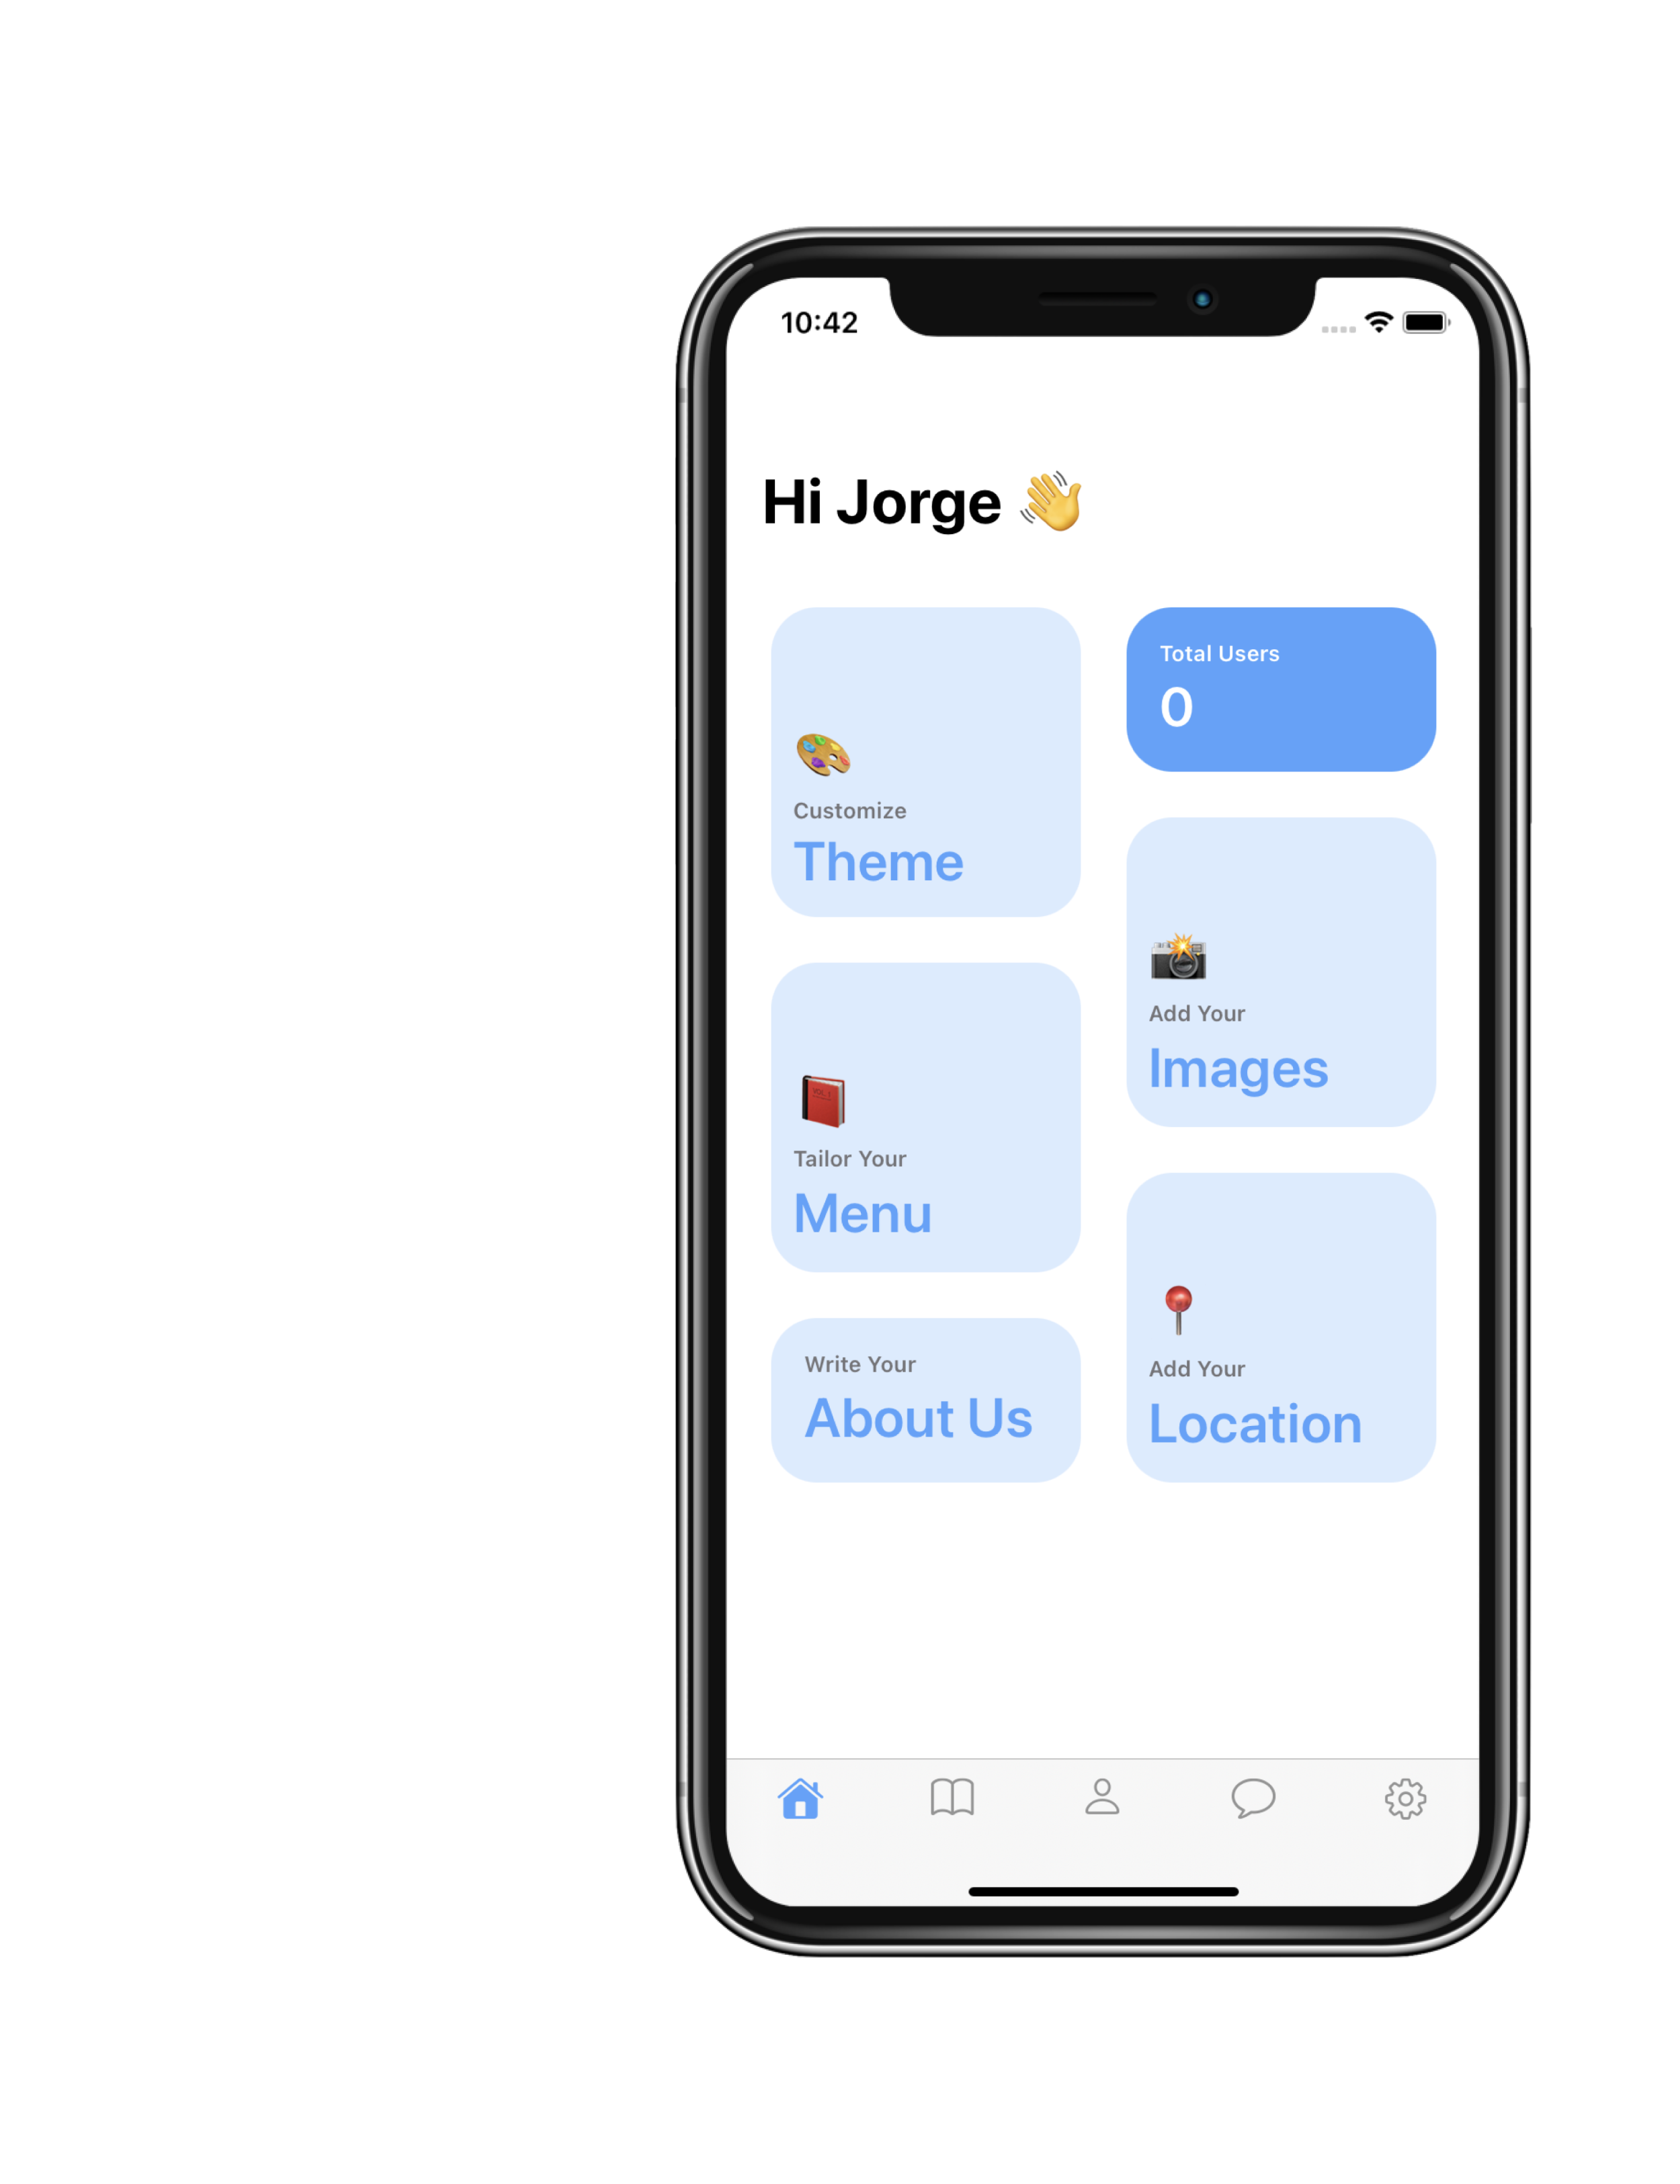 10:42
Hi Jorge 👋
Customize
Theme
Tailor Your
Menu
Write Your
About Us
Total Users
0
Add Your
Images
Add Your
Location